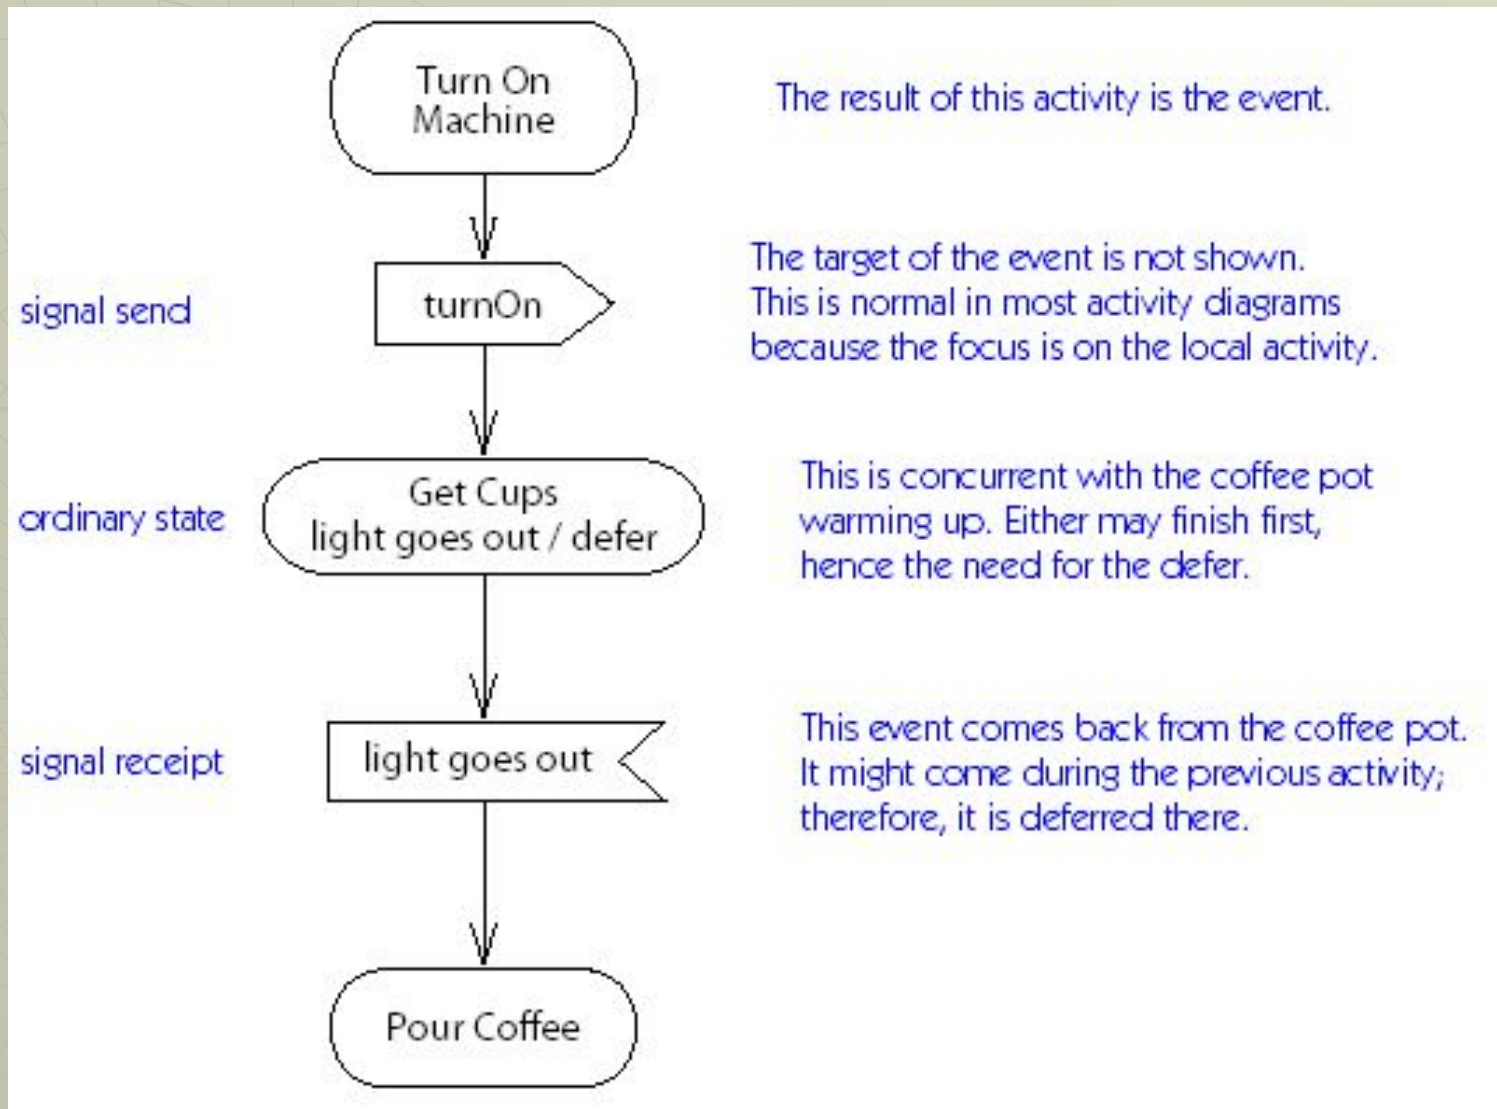 Turn On
Machine
The result of this activity is the event.
signal send
turnOn
The target of the event is not shown.
This is normal in most activity diagrams
because the focus is on the local activity.
ordinary state
Get Cups
light goes out / defer
This is concurrent with the coffee pot
warming up. Either may finish first,
hence the need for the defer.
signal receipt
light goes out
This event comes back from the coffee pot.
It might come during the previous activity;
therefore, it is deferred there.
Pour Coffee